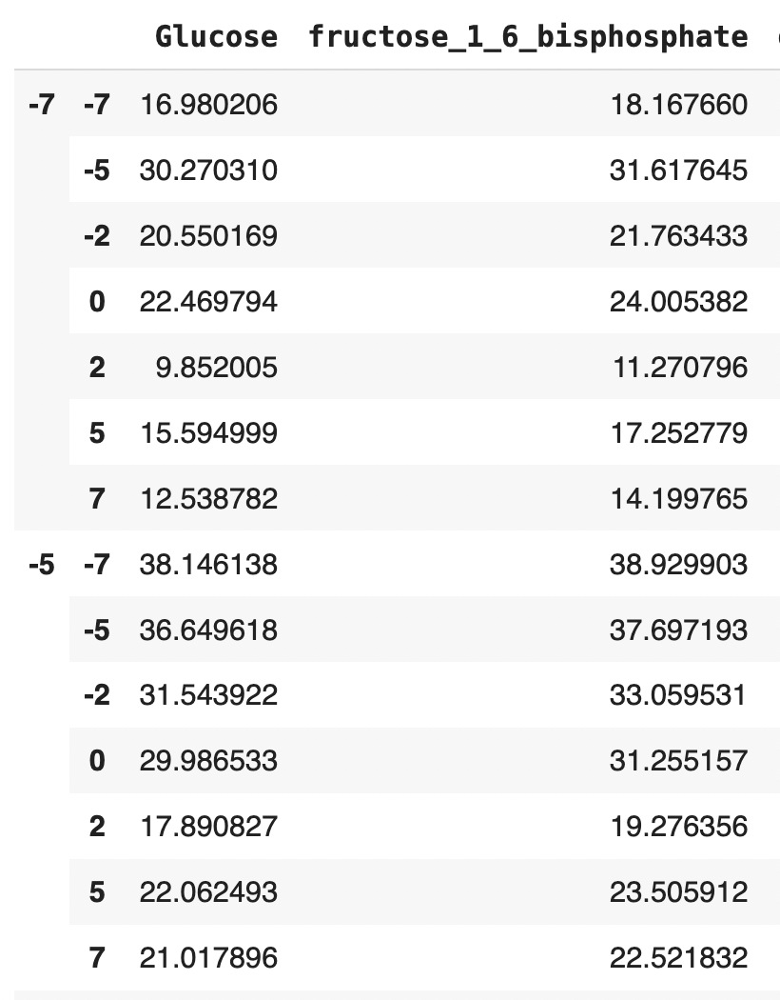 Glucose fructose_1_6_bisphosphate
-7 -7 16.980206 18.167660
-5 30.270310 31.617645
-2 20.550169 21.763433
0 22.469794 24.005382
2 9.852005 11.270796
5 15.594999 17.252779
7 12.538782 14.199765
-5 -7 38.146138 38.929903
-5 36.649618 37.697193
-2 31.543922 33.059531
0 29.986533 31.255157
2 17.890827 19.276356
5 22.062493 23.505912
7 21.017896 22.521832